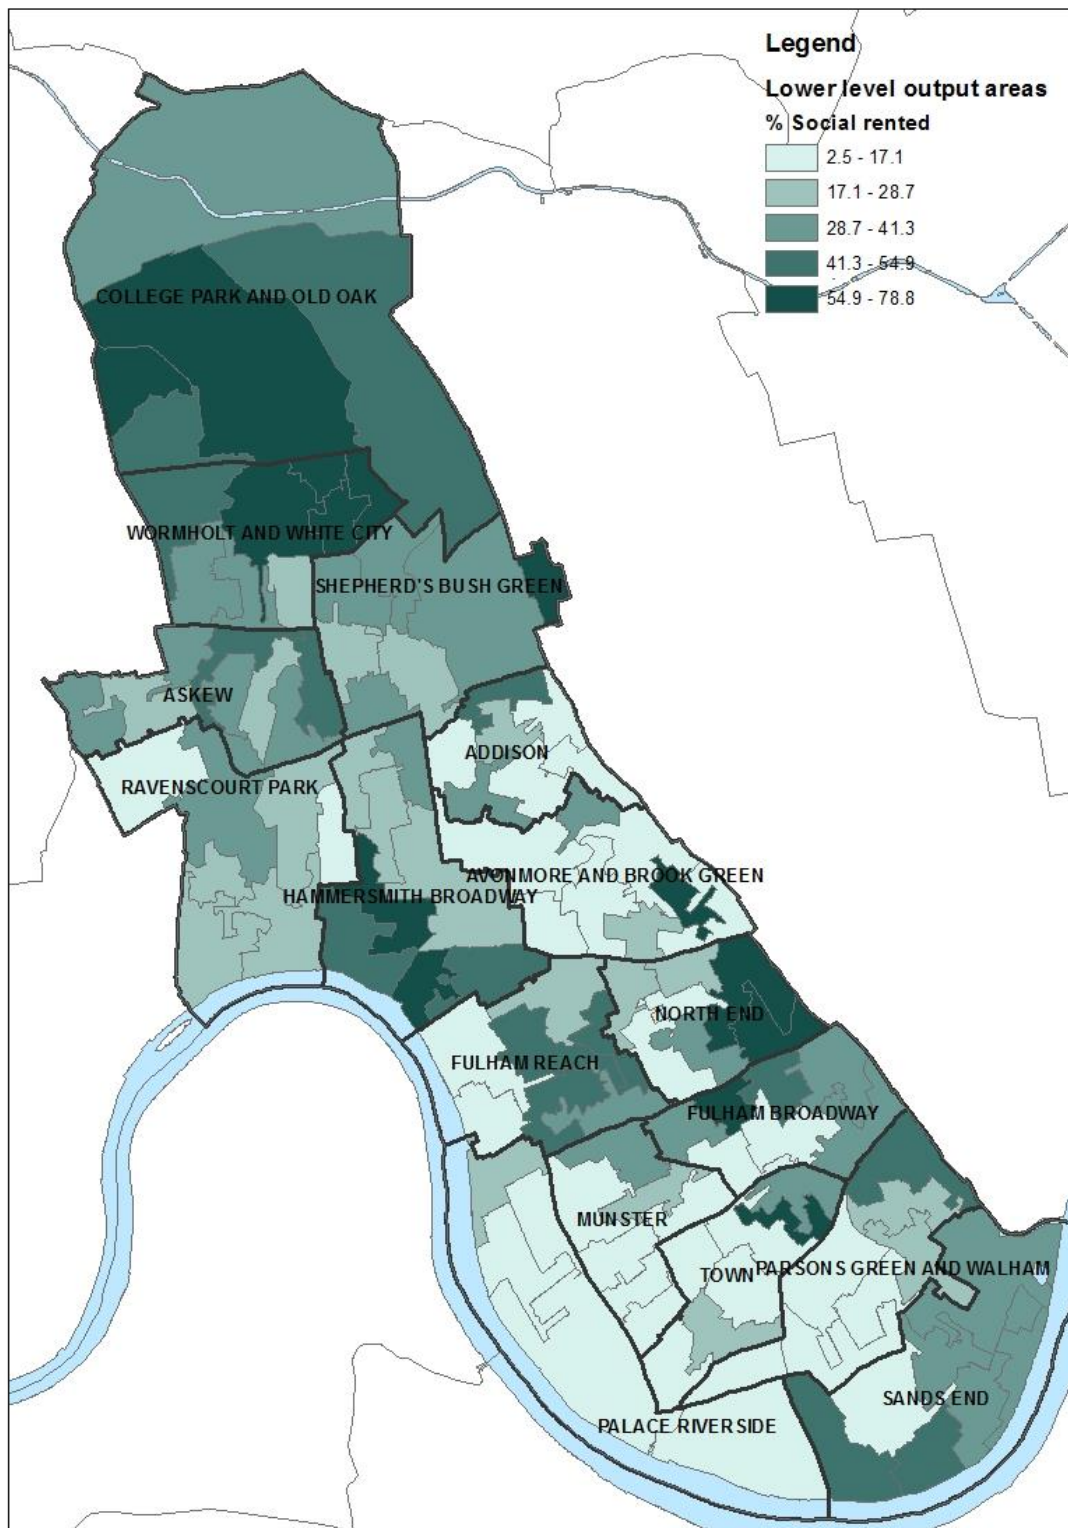 Legend
Lower level output areas
% Social rented
2.5 - 17.1
17.1 - 28.7
28.7 - 41.3
41.3 - 54.9
54.9 - 78.8
COLLEGE PARK AND OLD OAK
WORMHOLT AND WHITE CITY
SHEPHERD'S BUSH GREEN
ASKEW
ADDISON
RAVENSCOURT PARK
AVONMORE AND BROOK GREEN
HAMMERSMITH BROADWAY
NORTH END
FULHAM REACH
FULHAM BROADWAY
MUNSTER
TOWN
PARSONS GREEN AND WALHAM
SANDS END
PALACE RIVERSIDE